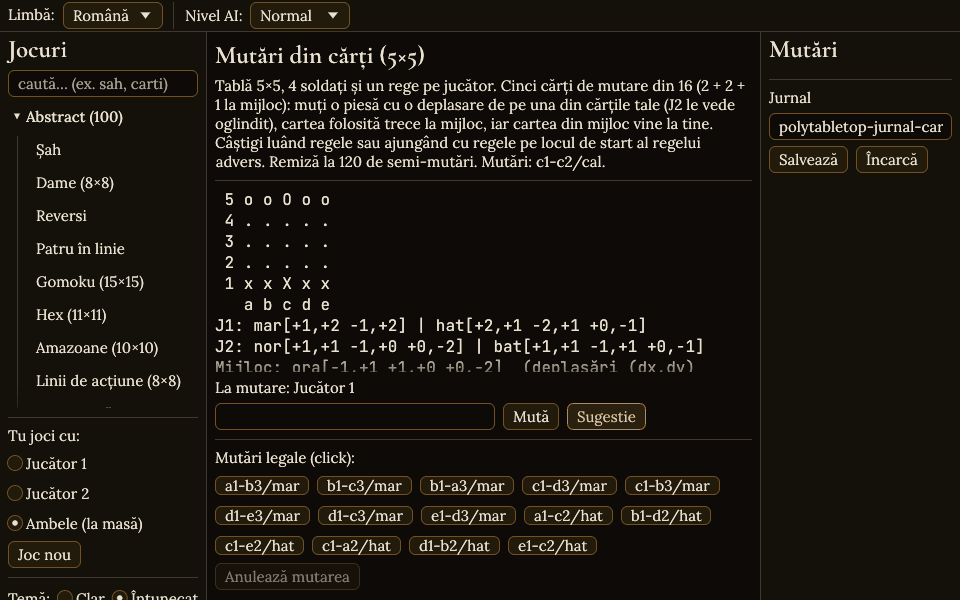 Limbă: Română ▼ Nivel AI: Normal ▼
Jocuri
caută... (ex. sah, carti)
▾ Abstract (100)
Șah
Dame (8×8)
Reversi
Patru în linie
Gomoku (15×15)
Hex (11×11)
Amazoane (10×10)
Linii de acțiune (8×8)
Tu joci cu:
Jucător 1
Jucător 2
Ambele (la masă)
Joc nou
Temă: Clar Întunecat
Mutări din cărți (5×5)
Tablă 5×5, 4 soldați și un rege pe jucător. Cinci cărți de mutare din 16 (2 + 2 +
1 la mijloc): muți o piesă cu o deplasare de pe una din cărțile tale (J2 le vede
oglindit), cartea folosită trece la mijloc, iar cartea din mijloc vine la tine.
Câștigi luând regele sau ajungând cu regele pe locul de start al regelui
advers. Remiză la 120 de semi-mutări. Mutări: c1-c2/cal.
5 o o O o o
4 . . . . .
3 . . . . .
2 . . . . .
1 x x X x x
a b c d e
J1: mar[+1,+2 -1,+2] | hat[+2,+1 -2,+1 +0,-1]
J2: nor[+1,+1 -1,+0 +0,-2] | bat[+1,+1 -1,+1 +0,-1]
Mijloc: ora[-1,+1 +1,+0 +0,-2] (deplasări (dx,dy)
La mutare: Jucător 1
Mută Sugestie
Mutări legale (click):
a1-b3/mar b1-c3/mar b1-a3/mar c1-d3/mar c1-b3/mar
d1-e3/mar d1-c3/mar e1-d3/mar a1-c2/hat b1-d2/hat
c1-e2/hat c1-a2/hat d1-b2/hat e1-c2/hat
Anulează mutarea
Mutări
Jurnal
polytabletop-jurnal-car
Salvează Încarcă